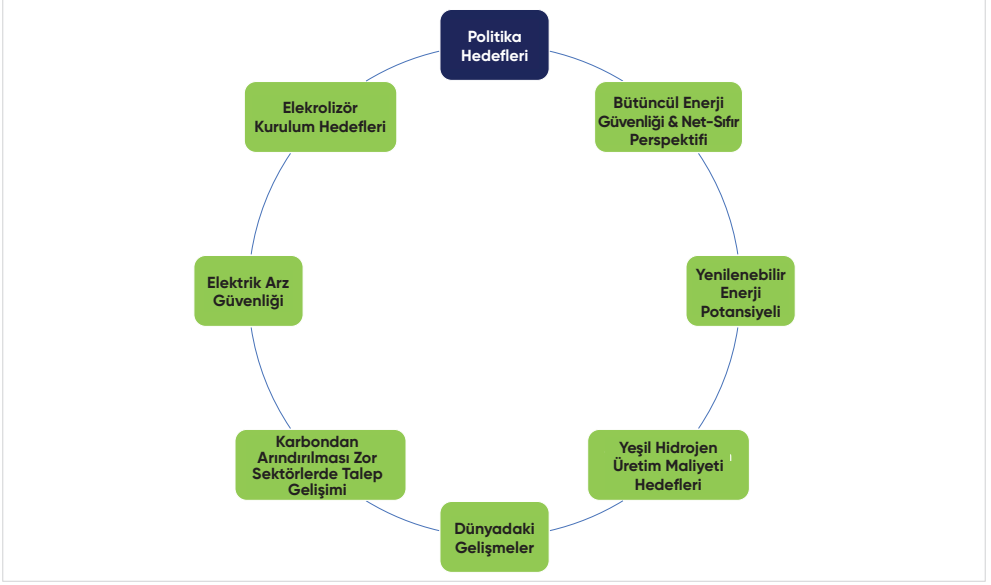 Politika
Hedefleri
Bütüncül Enerji
Güvenliği & Net-Sıfır
Perspektifi
Yenilenebilir
Enerji
Potansiyeli
Yeşil Hidrojen
Üretim Maliyeti
Hedefleri
Dünyadaki
Gelişmeler
Karbondan
Arındırılması Zor
Sektörlerde Talep
Gelişimi
Elektrik Arz
Güvenliği
Elekrolizör
Kurulum Hedefleri